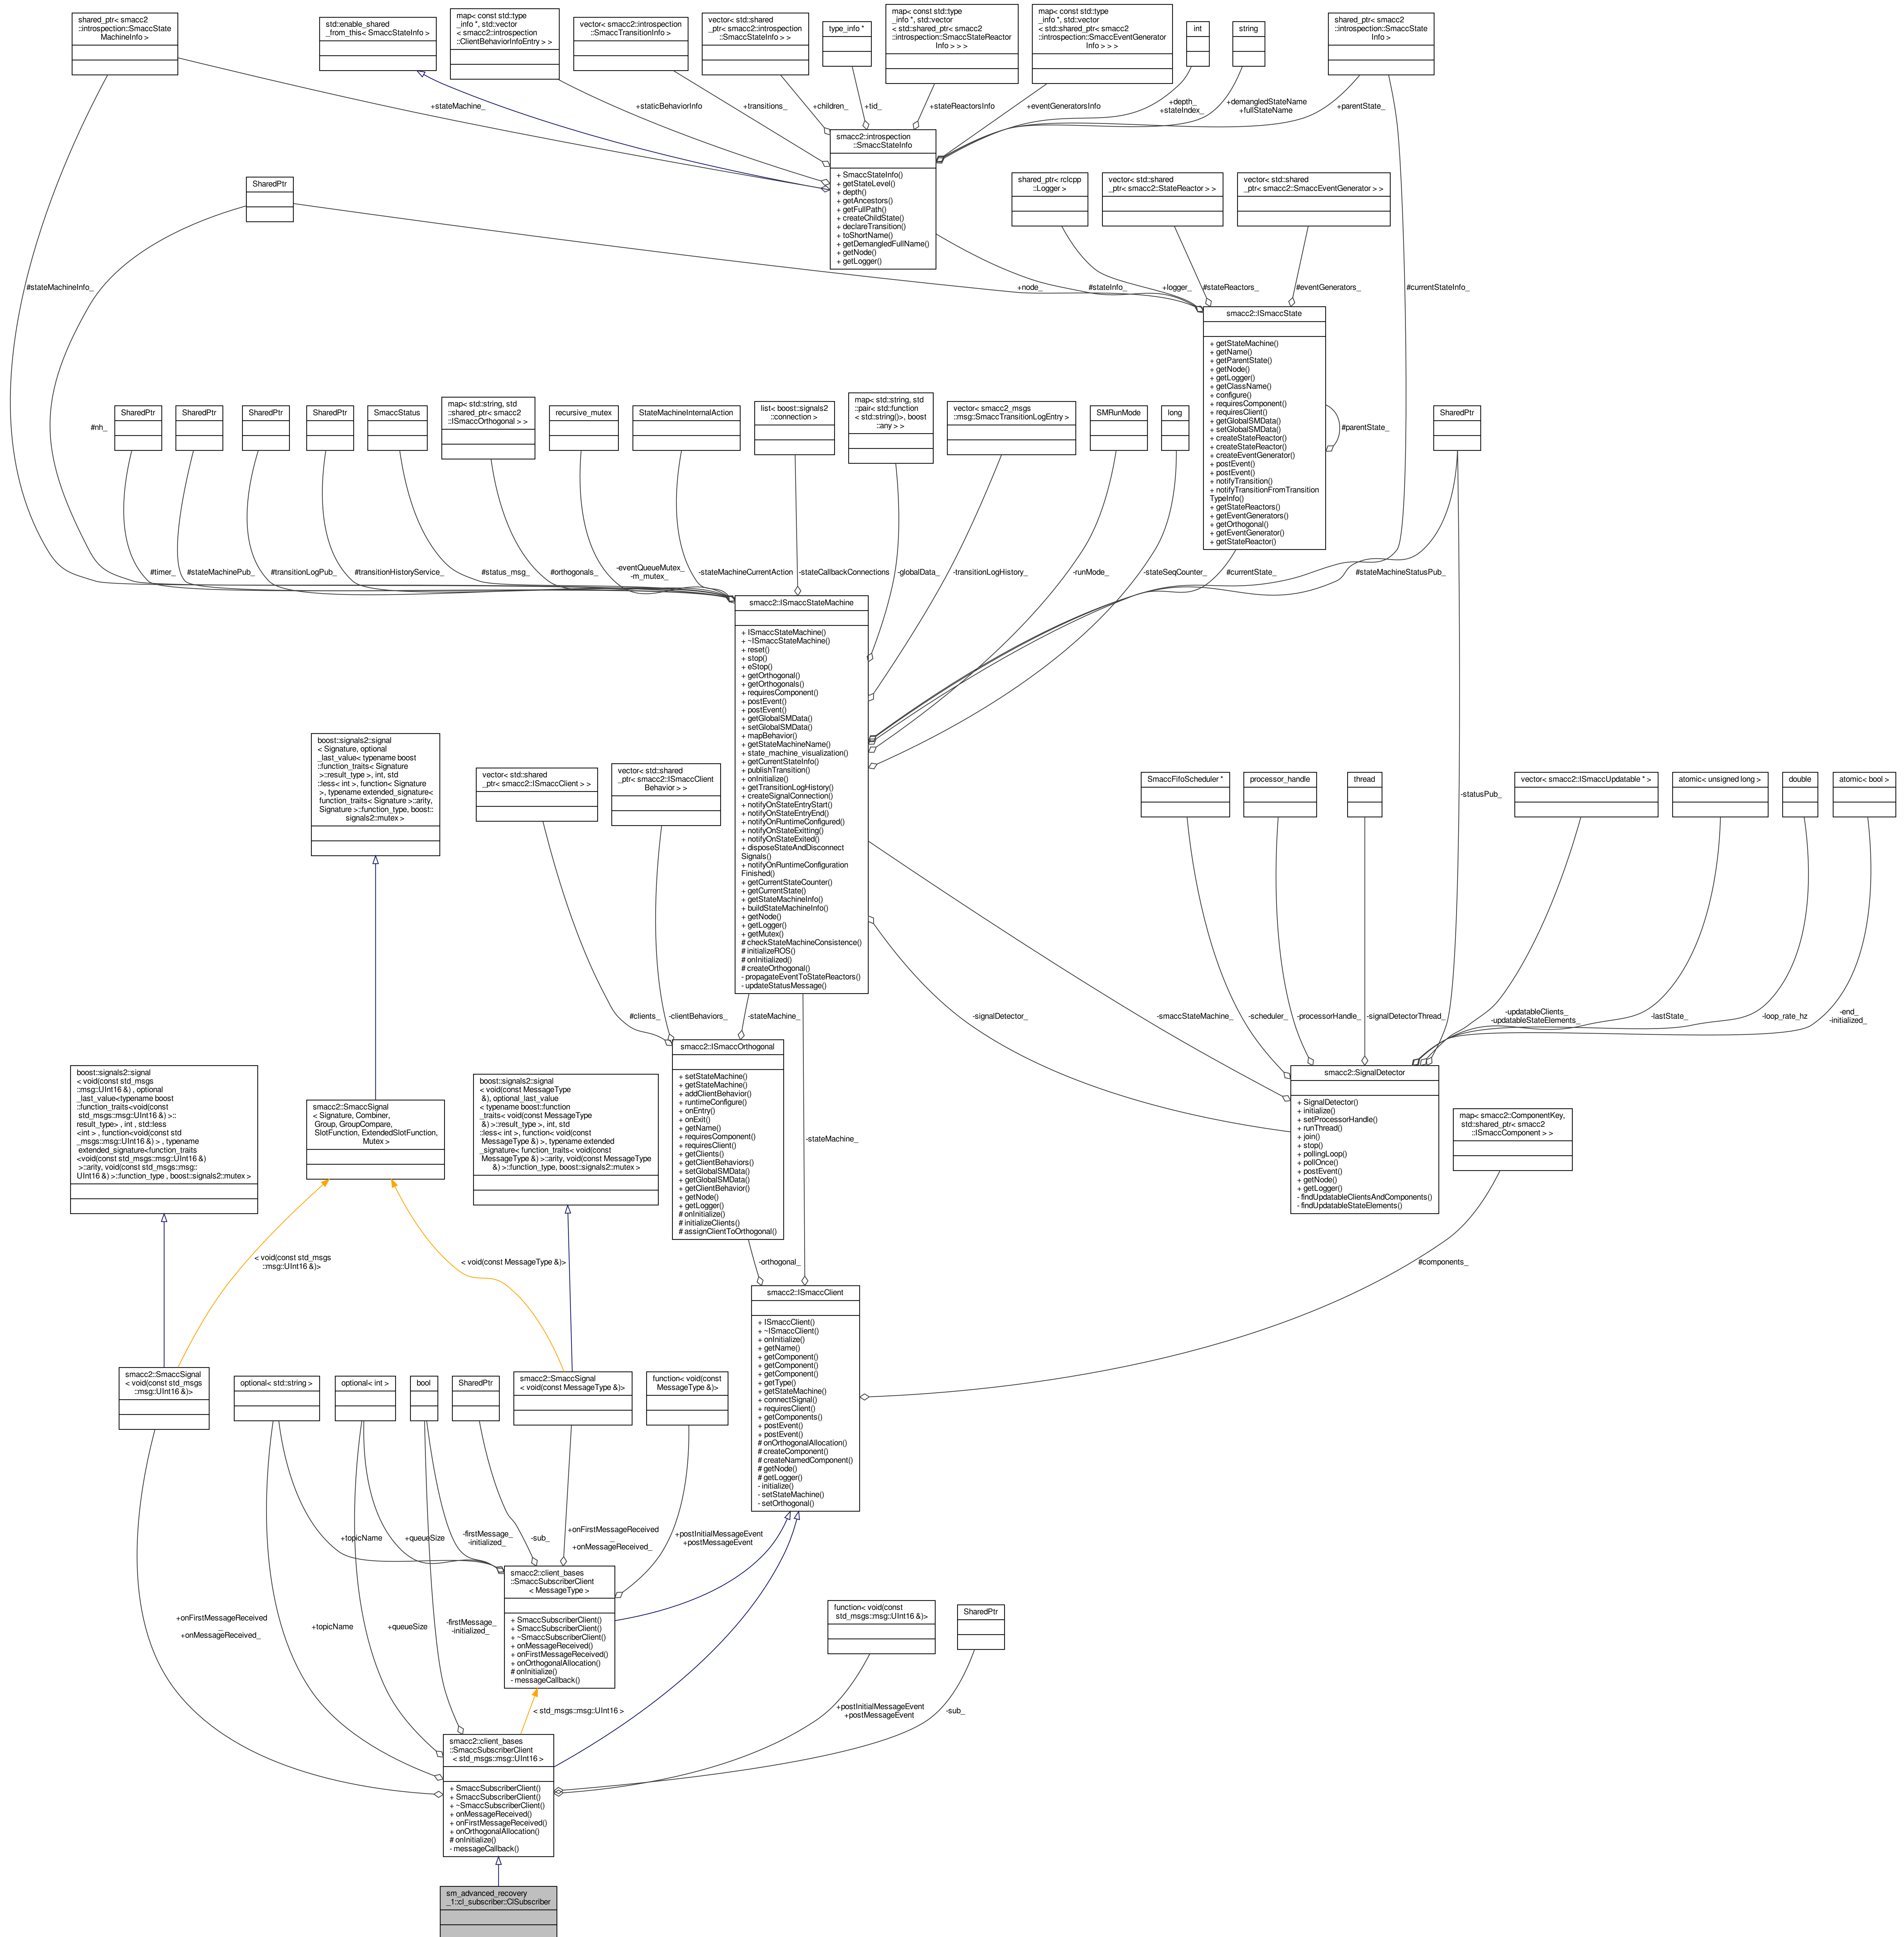 shared_ptr< smacc2
::introspection::SmaccState
MachineInfo >
std::enable_shared
_from_this< SmaccStateInfo >
map< const std::type
_info *, std::vector
< smacc2::introspection
::ClientBehaviorInfoEntry > >
vector< smacc2::introspection
::SmaccTransitionInfo >
vector< std::shared
_ptr< smacc2::introspection
::SmaccStateInfo > >
type_info *
map< const std::type
_info *, std::vector
< std::shared_ptr< smacc2
::introspection::SmaccStateReactor
Info > > >
map< const std::type
_info *, std::vector
< std::shared_ptr< smacc2
::introspection::SmaccEventGenerator
Info > > >
int
string
shared_ptr< smacc2
::introspection::SmaccState
Info >
+stateMachine_
+staticBehaviorInfo
+transitions_
+children_
+tid_
+stateReactorsInfo
+eventGeneratorsInfo
+depth_
+stateIndex_
+demangledStateName
+fullStateName
+parentState_
smacc2::introspection
::SmaccStateInfo
+ SmaccStateInfo()
+ getStateLevel()
+ depth()
+ getAncestors()
+ getFullPath()
+ createChildState()
+ declareTransition()
+ toShortName()
+ getDemangledFullName()
+ getNode()
+ getLogger()
SharedPtr
shared_ptr< rclcpp
::Logger >
vector< std::shared
_ptr< smacc2::StateReactor > >
vector< std::shared
_ptr< smacc2::SmaccEventGenerator > >
#stateMachineInfo_
+node_
#stateInfo_
+logger_
#stateReactors_
#eventGenerators_
#currentStateInfo_
smacc2::ISmaccState
+ getStateMachine()
+ getName()
+ getParentState()
+ getNode()
+ getLogger()
+ getClassName()
+ configure()
+ requiresComponent()
+ requiresClient()
+ getGlobalSMData()
+ setGlobalSMData()
+ createStateReactor()
+ createStateReactor()
+ createEventGenerator()
+ postEvent()
+ postEvent()
+ notifyTransition()
+ notifyTransitionFromTransition
TypeInfo()
+ getStateReactors()
+ getEventGenerators()
+ getOrthogonal()
+ getEventGenerator()
+ getStateReactor()
#parentState_
#nh_
SharedPtr
SharedPtr
SharedPtr
SharedPtr
SmaccStatus
map< std::string, std
::shared_ptr< smacc2
::ISmaccOrthogonal > >
recursive_mutex
StateMachineInternalAction
list< boost::signals2
::connection >
map< std::string, std
::pair< std::function
< std::string()>, boost
::any > >
vector< smacc2_msgs
::msg::SmaccTransitionLogEntry >
SMRunMode
long
SharedPtr
#timer_
#stateMachinePub_
#transitionLogPub_
#transitionHistoryService_
#status_msg_
#orthogonals_
-eventQueueMutex_
-m_mutex_
-stateMachineCurrentAction
-stateCallbackConnections
-globalData_
-transitionLogHistory_
-runMode_
-stateSeqCounter_
#currentState_
#stateMachineStatusPub_
smacc2::ISmaccStateMachine
+ ISmaccStateMachine()
+ ~ISmaccStateMachine()
+ reset()
+ stop()
+ eStop()
+ getOrthogonal()
+ getOrthogonals()
+ requiresComponent()
+ postEvent()
+ postEvent()
+ getGlobalSMData()
+ setGlobalSMData()
+ mapBehavior()
+ getStateMachineName()
+ state_machine_visualization()
+ getCurrentStateInfo()
+ publishTransition()
+ onInitialize()
+ getTransitionLogHistory()
+ createSignalConnection()
+ notifyOnStateEntryStart()
+ notifyOnStateEntryEnd()
+ notifyOnRuntimeConfigured()
+ notifyOnStateExitting()
+ notifyOnStateExited()
+ disposeStateAndDisconnect
Signals()
+ notifyOnRuntimeConfiguration
Finished()
+ getCurrentStateCounter()
+ getCurrentState()
+ getStateMachineInfo()
+ buildStateMachineInfo()
+ getNode()
+ getLogger()
+ getMutex()
# checkStateMachineConsistence()
# initializeROS()
# onInitialized()
# createOrthogonal()
- propagateEventToStateReactors()
- updateStatusMessage()
boost::signals2::signal
< Signature, optional
_last_value< typename boost
::function_traits< Signature
>::result_type >, int, std
::less< int >, function< Signature
>, typename extended_signature<
function_traits< Signature >::arity,
Signature >::function_type, boost::
signals2::mutex >
vector< std::shared
_ptr< smacc2::ISmaccClient > >
vector< std::shared
_ptr< smacc2::ISmaccClient
Behavior > >
SmaccFifoScheduler *
processor_handle
thread
-statusPub_
vector< smacc2::ISmaccUpdatable * >
atomic< unsigned long >
double
atomic< bool >
#clients_
-clientBehaviors_
-stateMachine_
-signalDetector_
-smaccStateMachine_
-scheduler_
-processorHandle_
-signalDetectorThread_
-updatableClients_
-updatableStateElements_
-lastState_
-loop_rate_hz
-end_
-initialized_
smacc2::ISmaccOrthogonal
+ setStateMachine()
+ getStateMachine()
+ addClientBehavior()
+ runtimeConfigure()
+ onEntry()
+ onExit()
+ getName()
+ requiresComponent()
+ requiresClient()
+ getClients()
+ getClientBehaviors()
+ setGlobalSMData()
+ getGlobalSMData()
+ getClientBehavior()
+ getNode()
+ getLogger()
# onInitialize()
# initializeClients()
# assignClientToOrthogonal()
smacc2::SignalDetector
+ SignalDetector()
+ initialize()
+ setProcessorHandle()
+ runThread()
+ join()
+ stop()
+ pollingLoop()
+ pollOnce()
+ postEvent()
+ getNode()
+ getLogger()
- findUpdatableClientsAndComponents()
- findUpdatableStateElements()
boost::signals2::signal
< void(const std_msgs
::msg::UInt16 &) , optional
_last_value<typename boost
::function_traits<void(const
std_msgs::msg::UInt16 &) >::
result_type> , int , std::less
<int > , function<void(const std
_msgs::msg::UInt16 &) > , typename
extended_signature<function_traits
<void(const std_msgs::msg::UInt16 &)
>::arity, void(const std_msgs::msg::
UInt16 &) >::function_type , boost::signals2::mutex >
smacc2::SmaccSignal
< Signature, Combiner,
Group, GroupCompare,
SlotFunction, ExtendedSlotFunction,
Mutex >
boost::signals2::signal
< void(const MessageType
&), optional_last_value
< typename boost::function
_traits< void(const MessageType
&) >::result_type >, int, std
::less< int >, function< void(const
MessageType &) >, typename extended
_signature< function_traits< void(const
MessageType &) >::arity, void(const MessageType
&) >::function_type, boost::signals2::mutex >
map< smacc2::ComponentKey,
std::shared_ptr< smacc2
::ISmaccComponent > >
-stateMachine_
< void(const std_msgs
::msg::UInt16 &)>
< void(const MessageType &)>
-orthogonal_
#components_
smacc2::ISmaccClient
+ ISmaccClient()
+ ~ISmaccClient()
+ onInitialize()
+ getName()
+ getComponent()
+ getComponent()
+ getComponent()
+ getType()
+ getStateMachine()
+ connectSignal()
+ requiresClient()
+ getComponents()
+ postEvent()
+ postEvent()
# onOrthogonalAllocation()
# createComponent()
# createNamedComponent()
# getNode()
# getLogger()
- initialize()
- setStateMachine()
- setOrthogonal()
smacc2::SmaccSignal
< void(const std_msgs
::msg::UInt16 &)>
optional< std::string >
optional< int >
bool
SharedPtr
smacc2::SmaccSignal
< void(const MessageType &)>
function< void(const
MessageType &)>
+topicName
+queueSize
-firstMessage_
-initialized_
-sub_
+onFirstMessageReceived
_
+onMessageReceived_
+postInitialMessageEvent
+postMessageEvent
smacc2::client_bases
::SmaccSubscriberClient
< MessageType >
+ SmaccSubscriberClient()
+ SmaccSubscriberClient()
+ ~SmaccSubscriberClient()
+ onMessageReceived()
+ onFirstMessageReceived()
+ onOrthogonalAllocation()
# onInitialize()
- messageCallback()
function< void(const
std_msgs::msg::UInt16 &)>
SharedPtr
+onFirstMessageReceived
_
+onMessageReceived_
+topicName
+queueSize
-firstMessage_
-initialized_
< std_msgs::msg::UInt16 >
+postInitialMessageEvent
+postMessageEvent
-sub_
smacc2::client_bases
::SmaccSubscriberClient
< std_msgs::msg::UInt16 >
+ SmaccSubscriberClient()
+ SmaccSubscriberClient()
+ ~SmaccSubscriberClient()
+ onMessageReceived()
+ onFirstMessageReceived()
+ onOrthogonalAllocation()
# onInitialize()
- messageCallback()
sm_advanced_recovery
_1::cl_subscriber::ClSubscriber